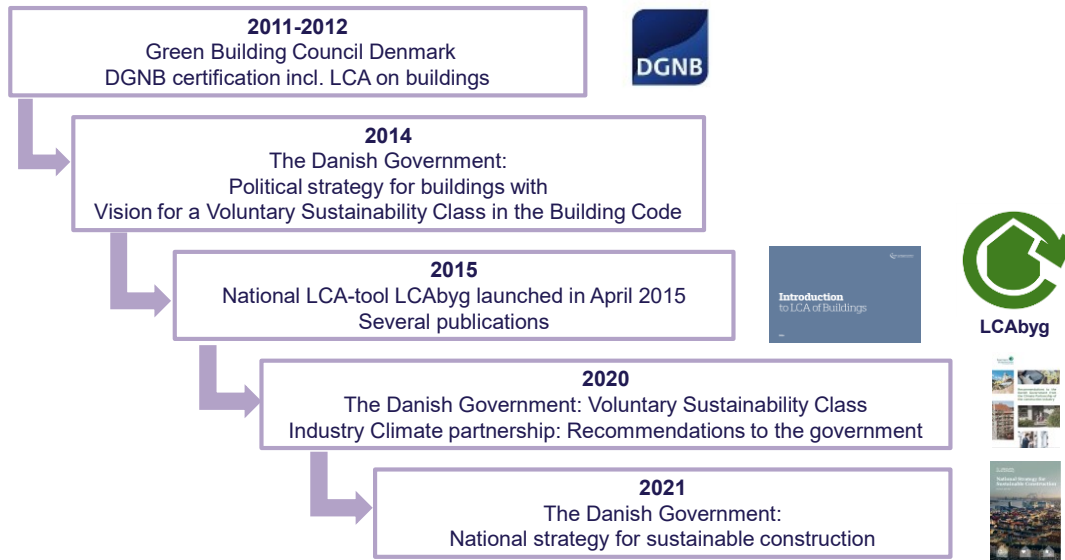 2011-2012
Green Building Council Denmark
DGNB certification incl. LCA on buildings
DGNB
2014
The Danish Government:
Political strategy for buildings with
Vision for a Voluntary Sustainability Class in the Building Code
2015
National LCA-tool LCAbyg launched in April 2015
Several publications
Introduction
to LCA of Buildings
LCAbyg
2020
The Danish Government: Voluntary Sustainability Class
Industry Climate partnership: Recommendations to the government
2021
The Danish Government:
National strategy for sustainable construction
National Strategy for
Sustainable Construction